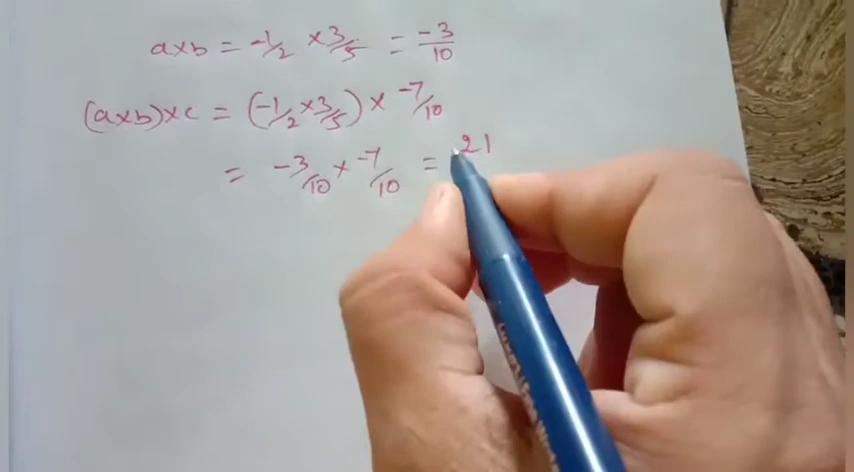 a×b = -1/2 × 3/5 = -3/10
(a×b)×c = (-1/2 × 3/5) × -7/10
= -3/10 × -7/10 = 21